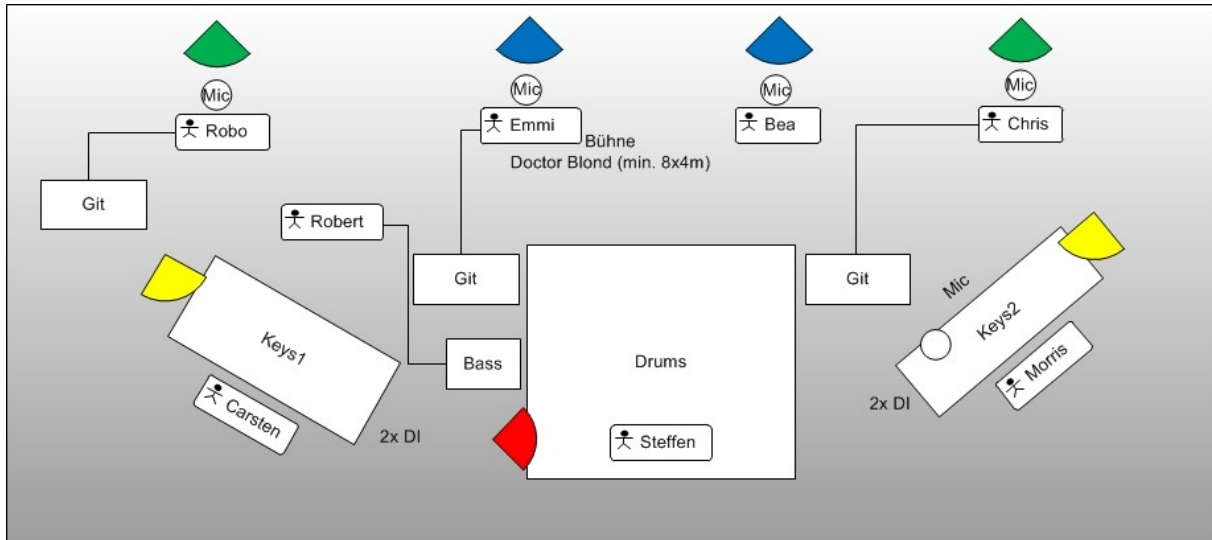 Mic
Mic
Mic
Mic
Robo
Emmi
Bea
Chris
Bühne
Doctor Blond (min. 8x4m)
Git
Robert
Git
Git
Mic
Keys1
Keys2
Bass
Drums
Morris
Carsten
2x DI
2x DI
Steffen